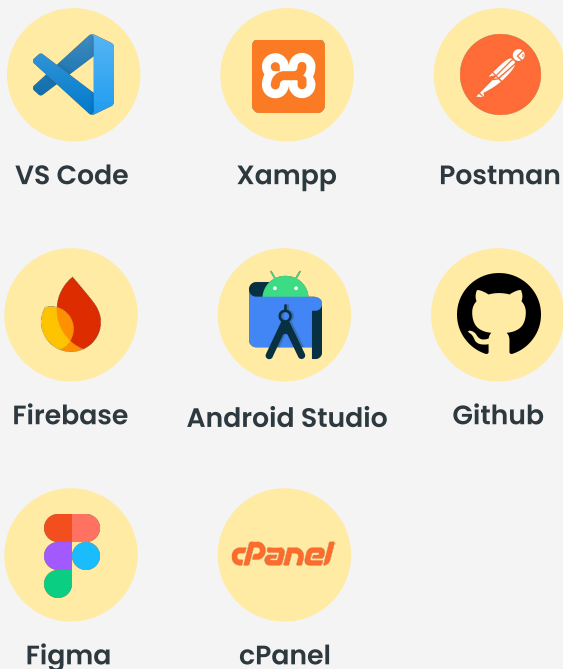 VS Code
Xampp
Postman
Firebase
Android Studio
Github
cPanel
Figma
cPanel